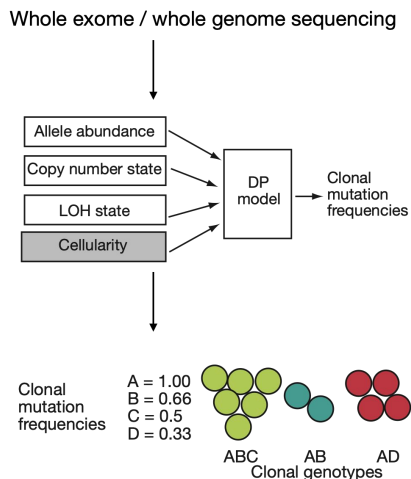 Whole exome / whole genome sequencing
Allele abundance
Copy number state
LOH state
Cellularity
DP
model
Clonal
mutation
frequencies
Clonal
mutation
frequencies
A = 1.00
B = 0.66
C = 0.5
D = 0.33
ABC AB AD
Clonal genotypes